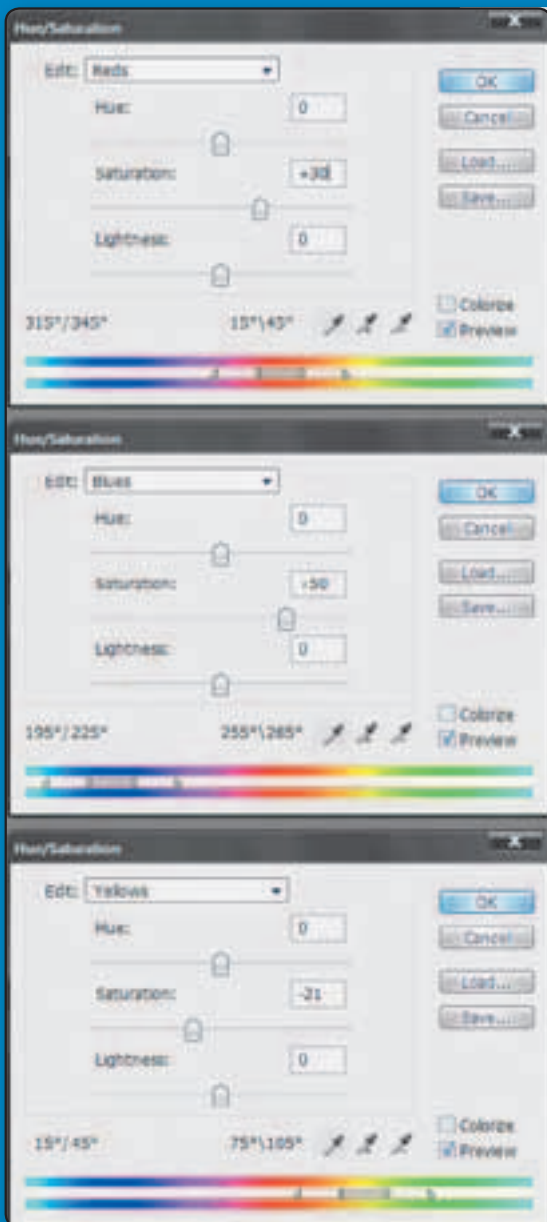 Hue/Saturation
Edit: Reds
OK
Hue: 0
Cancel
Saturation: +30
Load...
Save...
Lightness: 0
Colorize
315°/345° 15°\45°
Preview
Hue/Saturation
Edit: Blues
OK
Hue: 0
Cancel
Saturation: +50
Load...
Save...
Lightness: 0
Colorize
195°/225° 255°\285°
Preview
Hue/Saturation
Edit: Yellows
OK
Hue: 0
Cancel
Saturation: -21
Load...
Save...
Lightness: 0
Colorize
15°/45° 75°\105°
Preview